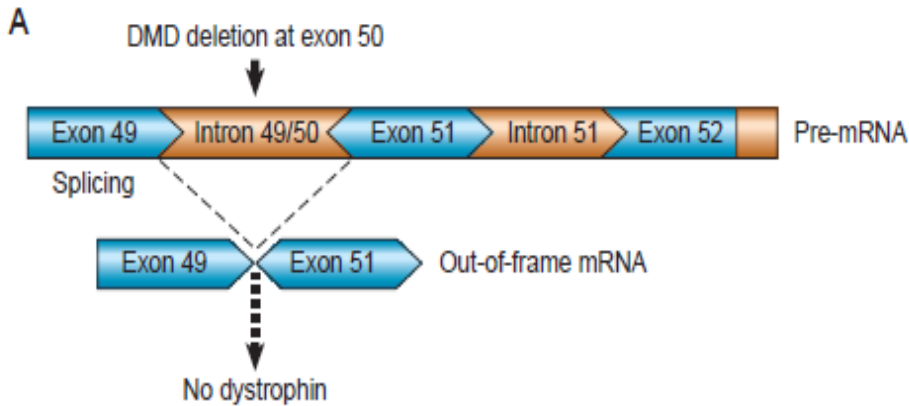 A
DMD deletion at exon 50
Exon 49 Intron 49/50 Exon 51 Intron 51 Exon 52 Pre-mRNA
Splicing
Exon 49 Exon 51 Out-of-frame mRNA
No dystrophin